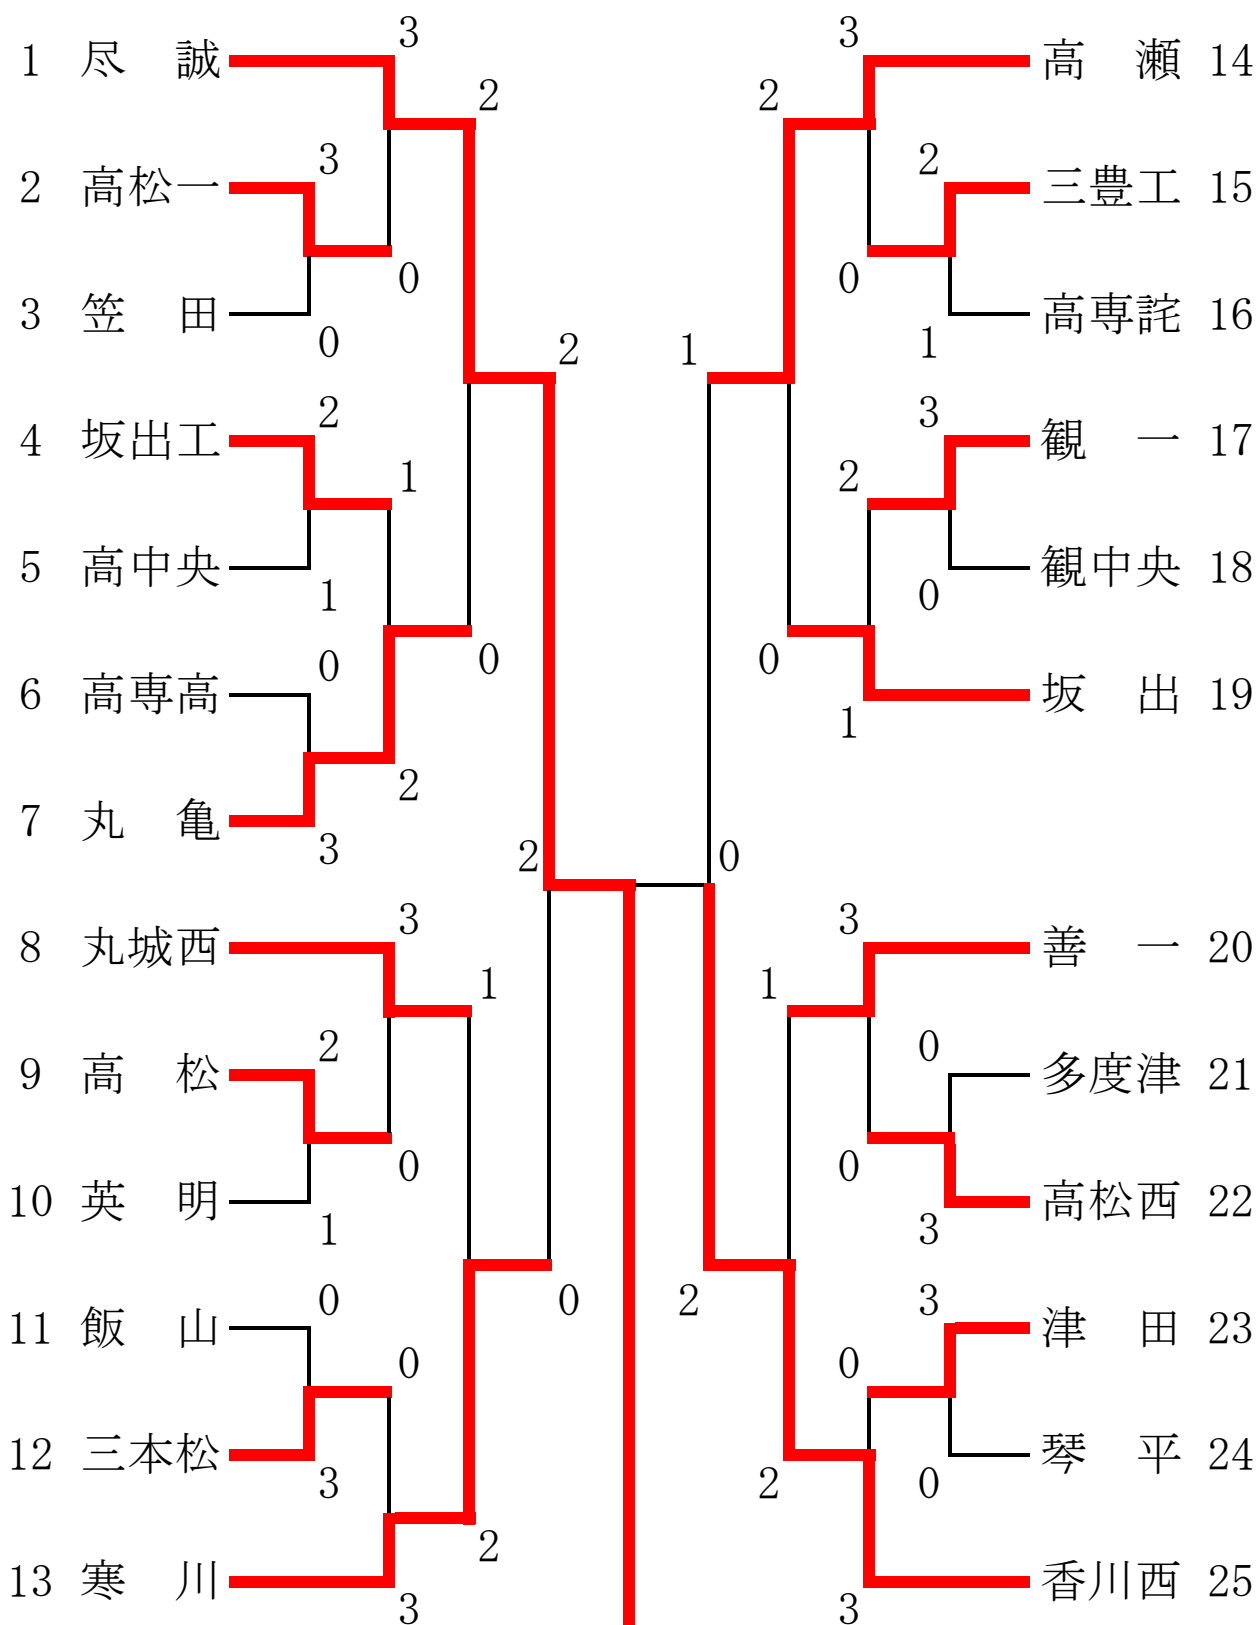 3 3
1 尽 誠 高 瀬 14
2 2
3 2
2 高松一 三豊工 15
0 0
3 笠 田 高専詫 16
0 2 1 1
2 3
4 坂出工 観 一 17
1 2
5 高中央 観中央 18
1 0
0 0 0
6 高専高 坂 出 19
2 1
7 丸 亀
3 2 0
3 3
8 丸城西 善 一 20
1 1
2 0
9 高 松 多度津 21
0 0
10 英 明 高松西 22
1 3
0 0 2 3
11 飯 山 津 田 23
0 0
12 三本松 琴 平 24
3 2 0
2
13 寒 川 香川西 25
3 3